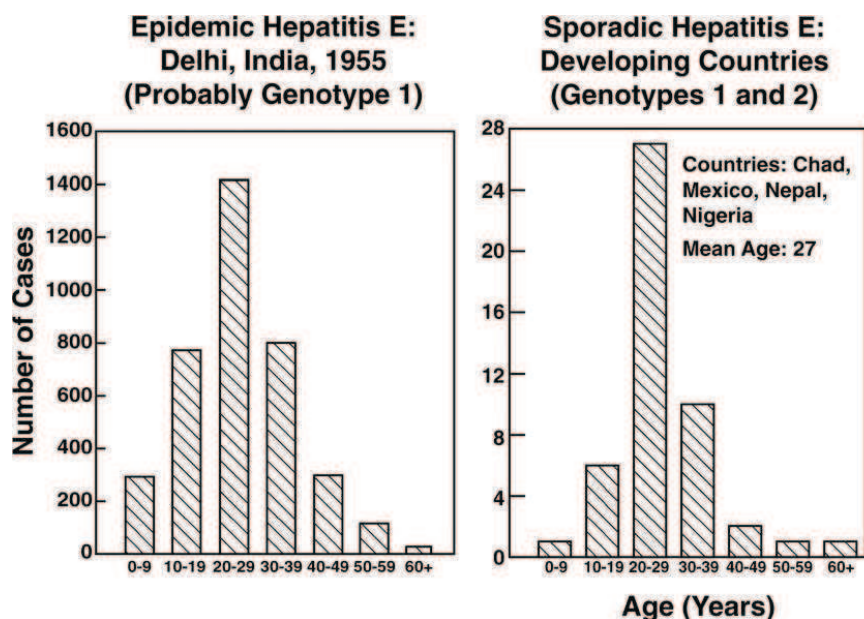 Epidemic Hepatitis E:
Delhi, India, 1955
(Probably Genotype 1)
Number of Cases
1600
1400
1200
1000
800
600
400
200
0
0-9 10-19 20-29 30-39 40-49 50-59 60+
Sporadic Hepatitis E:
Developing Countries
(Genotypes 1 and 2)
28
24
20
16
12
8
4
0
Countries: Chad,
Mexico, Nepal,
Nigeria
Mean Age: 27
0-9 10-19 20-29 30-39 40-49 50-59 60+
Age (Years)